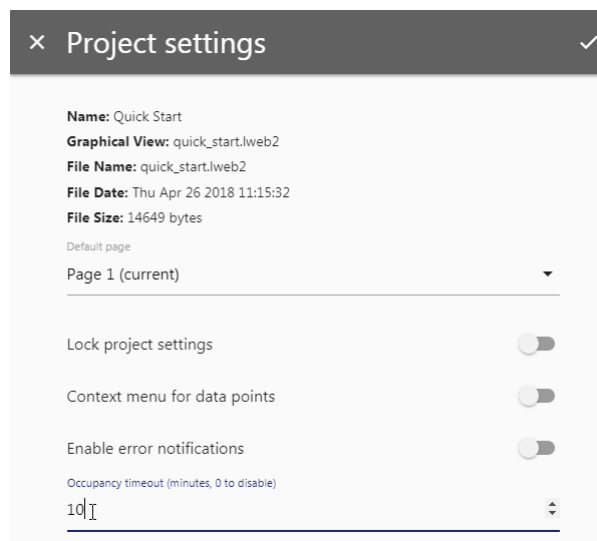 Project settings
Name: Quick Start
Graphical View: quick_start.lweb2
File Name: quick_start.lweb2
File Date: Thu Apr 26 2018 11:15:32
File Size: 14649 bytes
Default page
Page 1 (current)
Lock project settings
Context menu for data points
Enable error notifications
Occupancy timeout (minutes, 0 to disable)
10